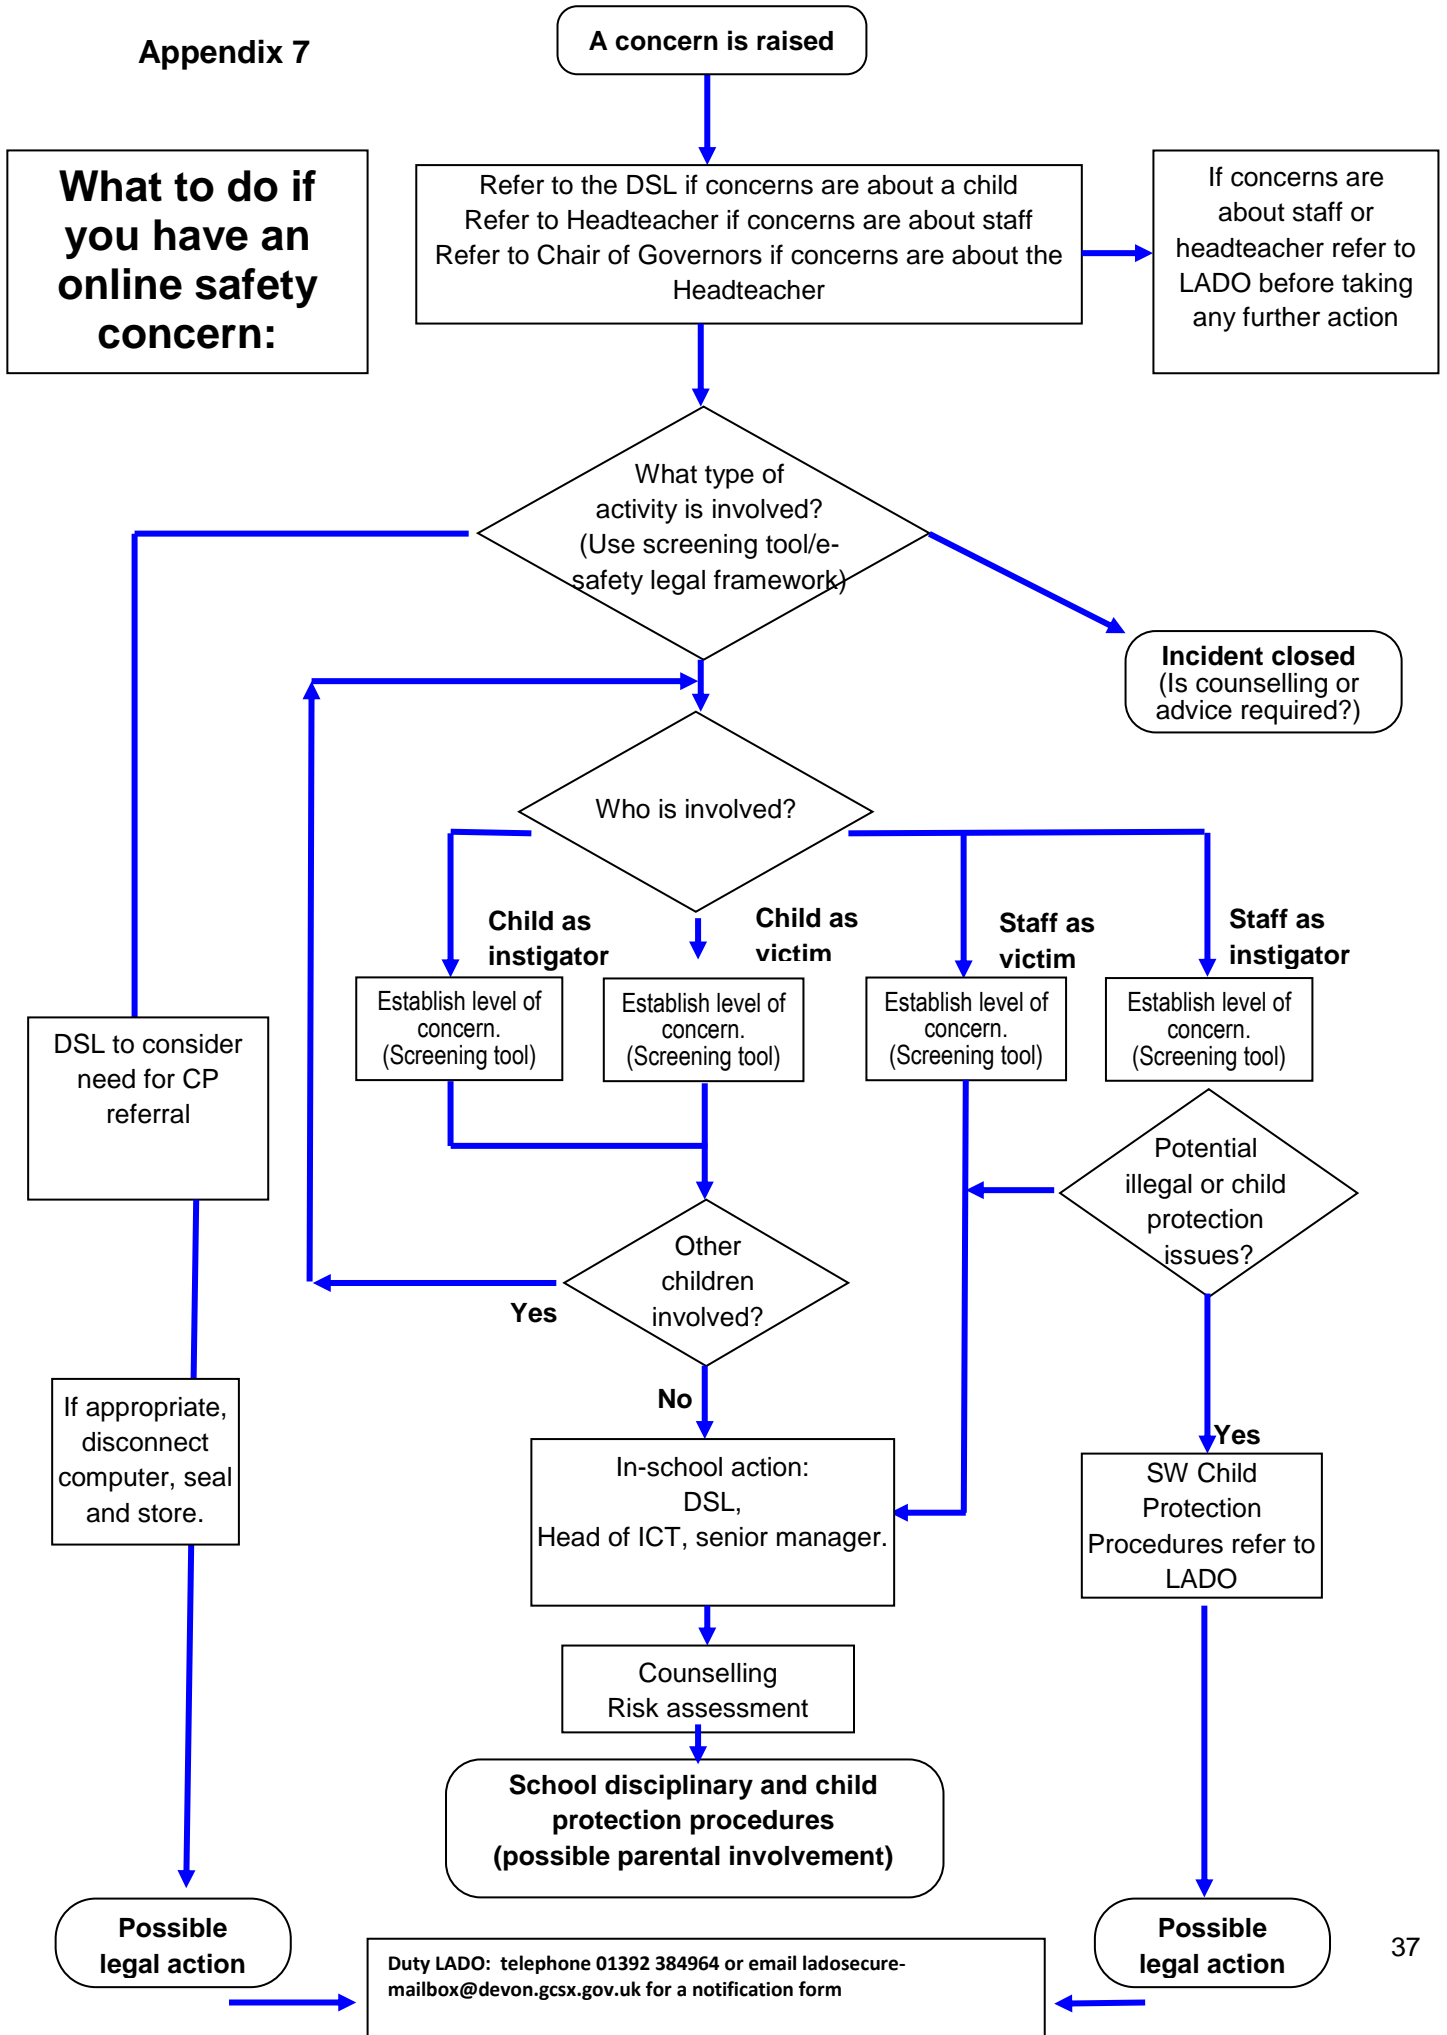 Appendix 7
A concern is raised
What to do if
you have an
online safety
concern:
Refer to the DSL if concerns are about a child
Refer to Headteacher if concerns are about staff
Refer to Chair of Governors if concerns are about the
Headteacher
If concerns are
about staff or
headteacher refer to
LADO before taking
any further action
What type of
activity is involved?
(Use screening tool/e-
safety legal framework)
Incident closed
(Is counselling or
advice required?)
Who is involved?
Child as
instigator
Child as
victim
Staff as
victim
Staff as
instigator
Establish level of
concern.
(Screening tool)
Establish level of
concern.
(Screening tool)
Establish level of
concern.
(Screening tool)
Establish level of
concern.
(Screening tool)
DSL to consider
need for CP
referral
Potential
illegal or child
protection
issues?
Other
children
involved?
Yes
No
If appropriate,
disconnect
computer, seal
and store.
In-school action:
DSL,
Head of ICT, senior manager.
Yes
SW Child
Protection
Procedures refer to
LADO
Counselling
Risk assessment
School disciplinary and child
protection procedures
(possible parental involvement)
Possible
legal action
Possible
legal action
Duty LADO: telephone 01392 384964 or email ladosecure-
mailbox@devon.gcsx.gov.uk for a notification form
37